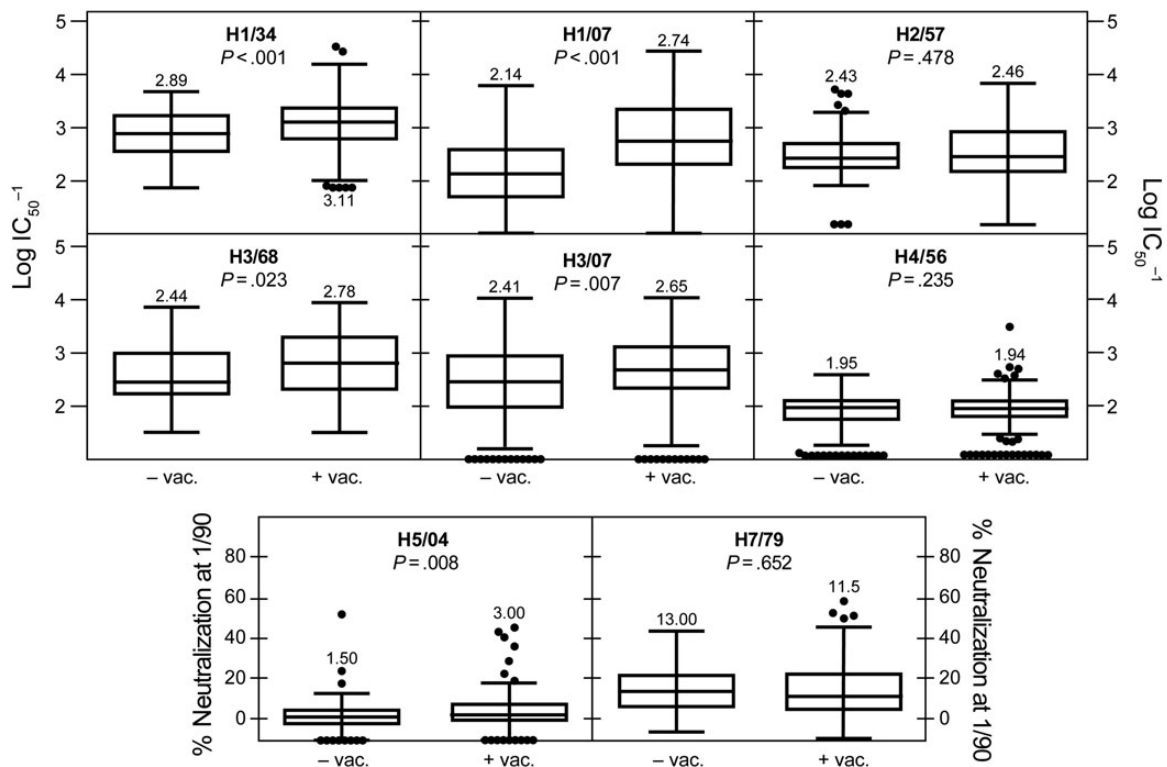 H1/34
P < .001
2.89
3.11
H1/07
P < .001
2.14
2.74
H2/57
P = .478
2.43
2.46
5
4
3
2
5
4
3
2
Log IC50−1
Log IC50−1
H3/68
P = .023
2.44
2.78
H3/07
P = .007
2.41
2.65
H4/56
P = .235
1.95
1.94
5
4
3
2
5
4
3
2
– vac.
+ vac.
– vac.
+ vac.
– vac.
+ vac.
% Neutralization at 1/90
80
60
40
20
0
H5/04
P = .008
1.50
3.00
H7/79
P = .652
13.00
11.5
80
60
40
20
0
% Neutralization at 1/90
– vac.
+ vac.
– vac.
+ vac.